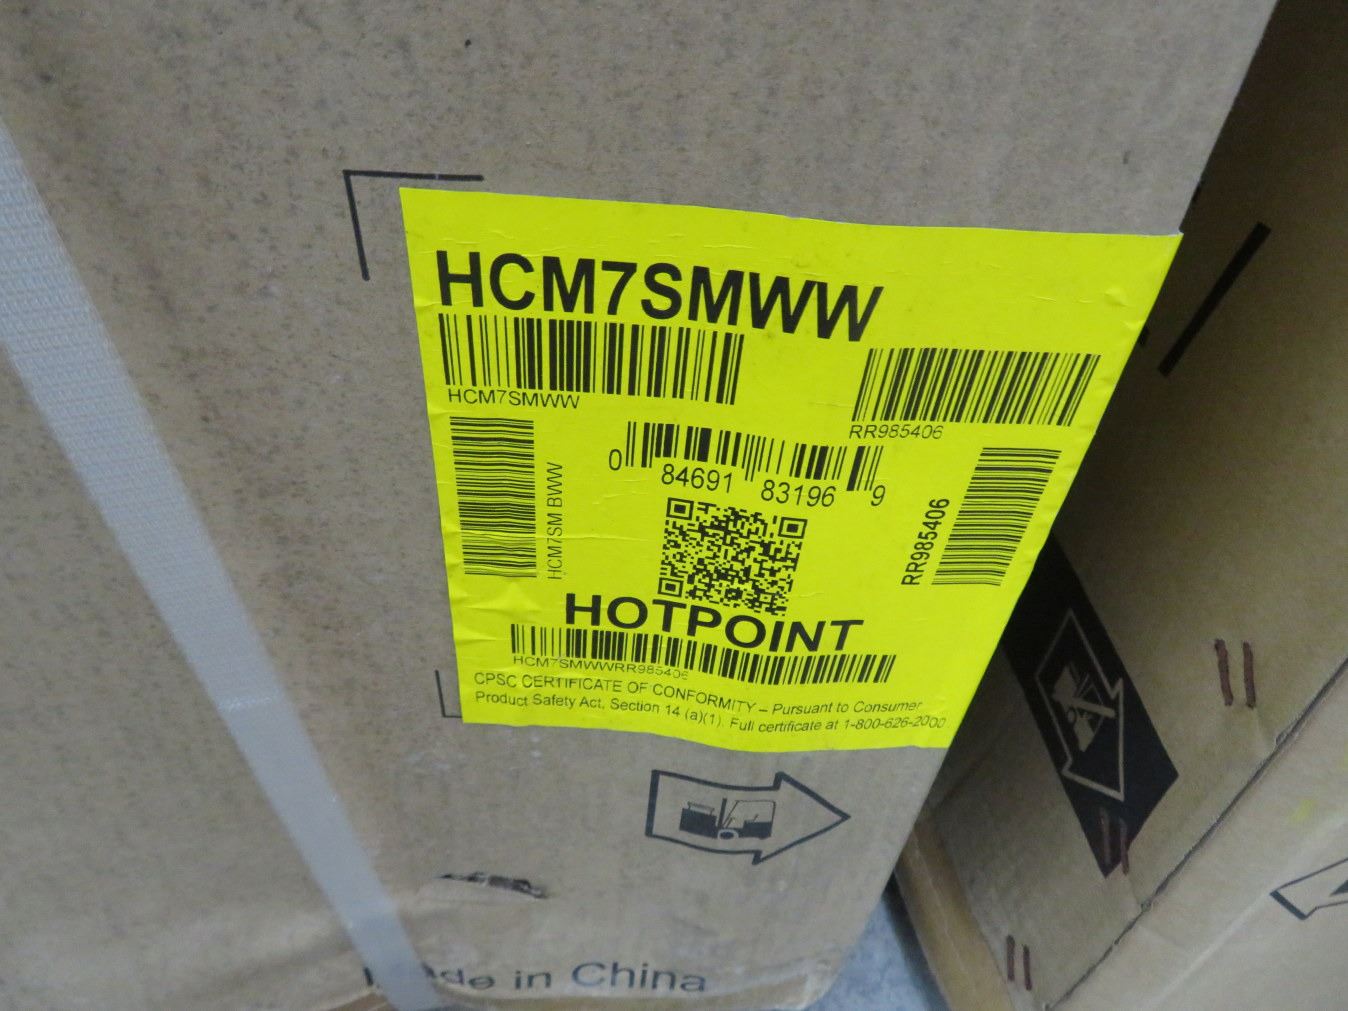 HCM7SMWW
HCM7SMWW
RR985406
0 84691 83196 9
HCM7SM BWW
RR985406
HOTPOINT
HCM7SMWWRR985406
CPSC CERTIFICATE OF CONFORMITY – Pursuant to Consumer
Product Safety Act, Section 14 (a)(1). Full certificate at 1-800-626-2000
Made in China